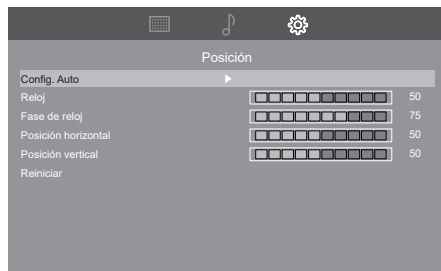 Posición
Config. Auto
Reloj 50
Fase de reloj 75
Posición horizontal 50
Posición vertical 50
Reiniciar